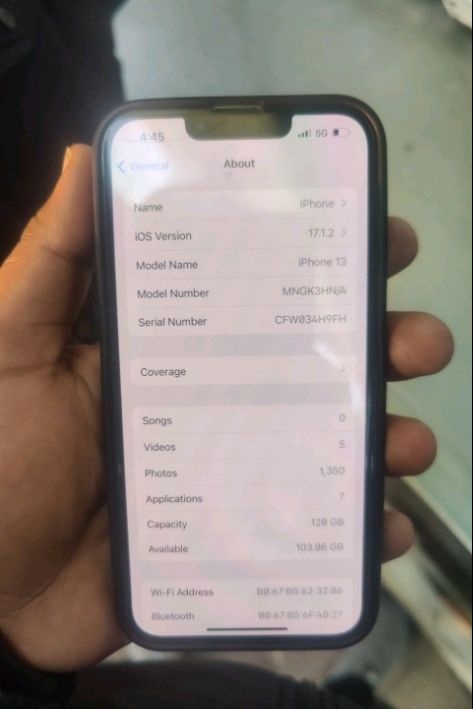 4:45 5G
General About
Name iPhone
iOS Version 17.1.2
Model Name iPhone 13
Model Number MNGK3HN/A
Serial Number CFW034H9FH
Coverage
Songs 0
Videos 5
Photos 1,350
Applications 7
Capacity 128 GB
Available 103.96 GB
Wi-Fi Address B0:67:B5:62:32:06
Bluetooth B0:67:B5:6F:48:27